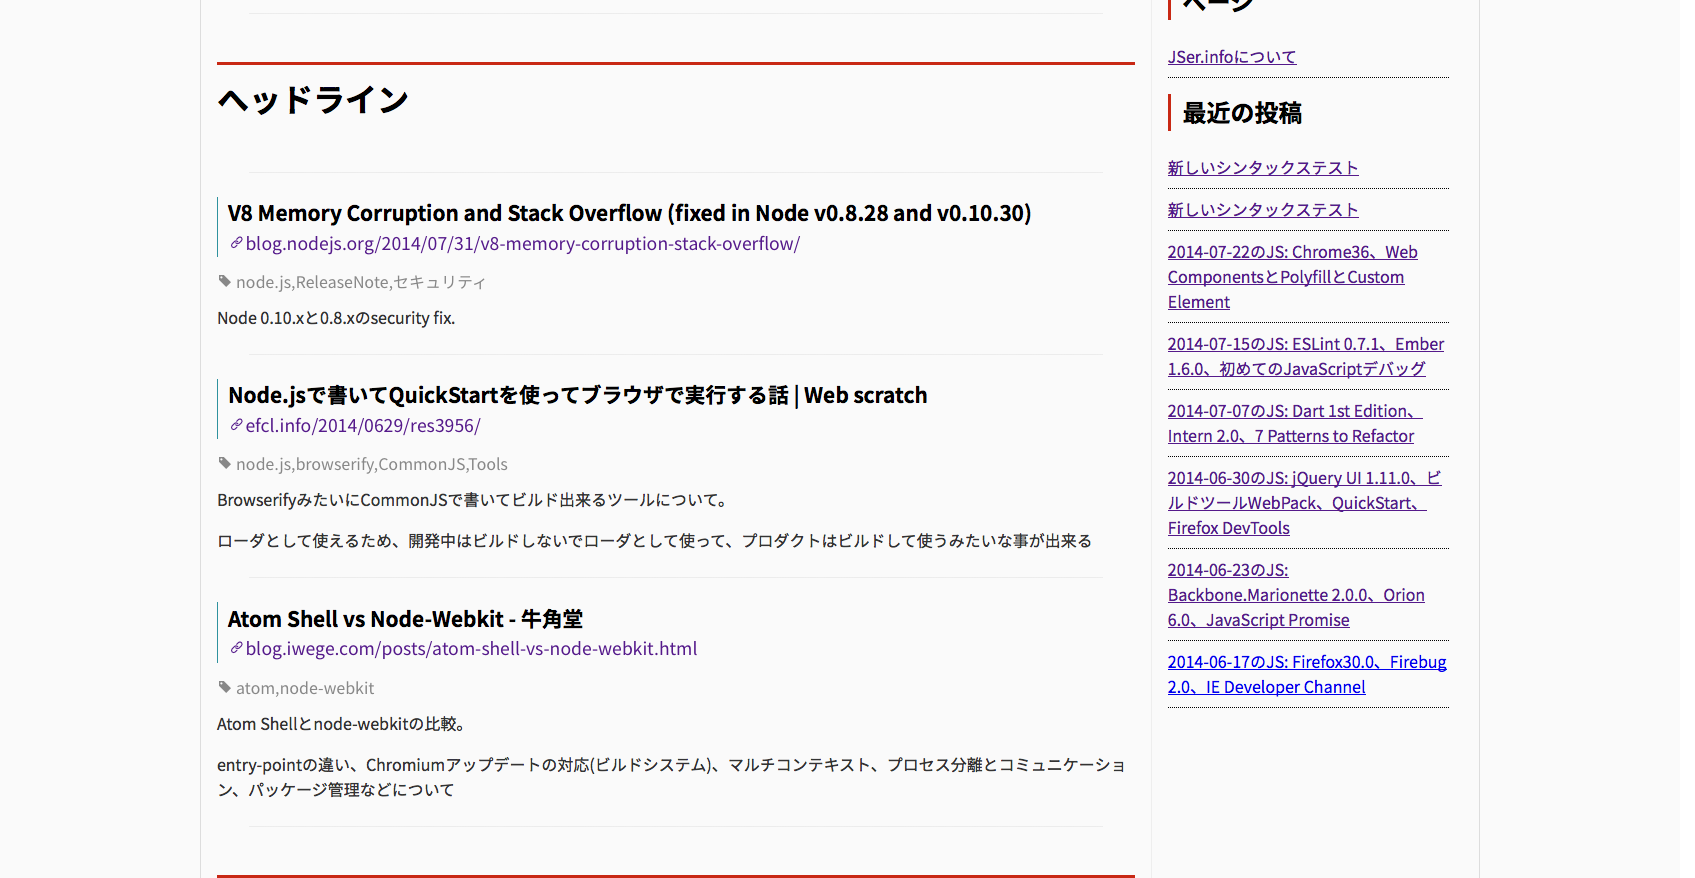 ヘッドライン
V8 Memory Corruption and Stack Overflow (fixed in Node v0.8.28 and v0.10.30)
blog.nodejs.org/2014/07/31/v8-memory-corruption-stack-overflow/
node.js,ReleaseNote,セキュリティ
Node 0.10.xと0.8.xのsecurity fix.
Node.jsで書いてQuickStartを使ってブラウザで実行する話 | Web scratch
efcl.info/2014/0629/res3956/
node.js,browserify,CommonJS,Tools
BrowserifyみたいにCommonJSで書いてビルド出来るツールについて。
ローダとして使えるため、開発中はビルドしないでローダとして使って、プロダクトはビルドして使うみたいな事が出来る
Atom Shell vs Node-Webkit - 牛角堂
blog.iwege.com/posts/atom-shell-vs-node-webkit.html
atom,node-webkit
Atom Shellとnode-webkitの比較。
entry-pointの違い、Chromiumアップデートの対応(ビルドシステム)、マルチコンテキスト、プロセス分離とコミュニケーショ
ン、パッケージ管理などについて
ページ
JSer.infoについて
最近の投稿
新しいシンタックステスト
新しいシンタックステスト
2014-07-22のJS: Chrome36、Web
ComponentsとPolyfillとCustom
Element
2014-07-15のJS: ESLint 0.7.1、Ember
1.6.0、初めてのJavaScriptデバッグ
2014-07-07のJS: Dart 1st Edition、
Intern 2.0、7 Patterns to Refactor
2014-06-30のJS: jQuery UI 1.11.0、ビ
ルドツールWebPack、QuickStart、
Firefox DevTools
2014-06-23のJS:
Backbone.Marionette 2.0.0、Orion
6.0、JavaScript Promise
2014-06-17のJS: Firefox30.0、Firebug
2.0、IE Developer Channel